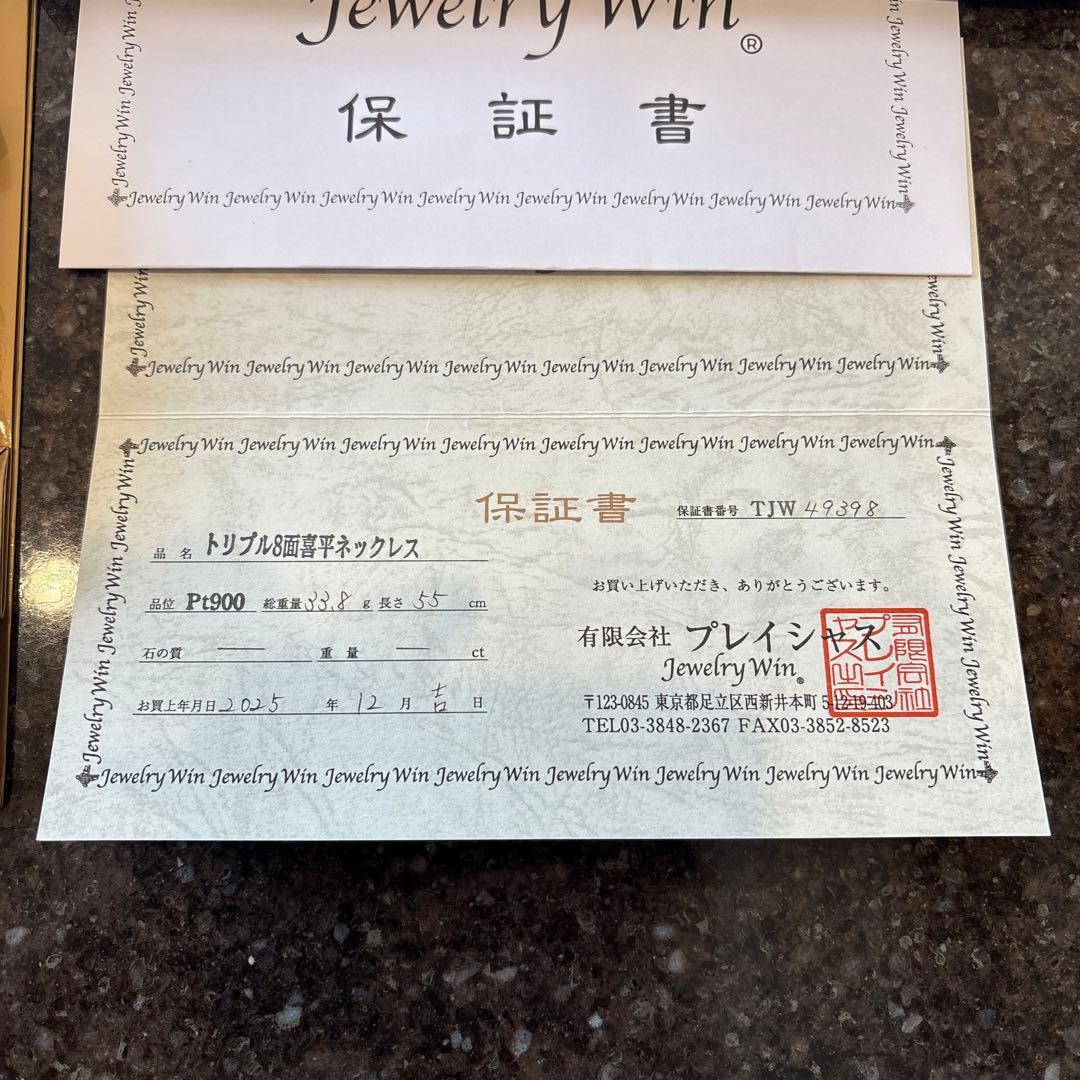 Jewelry Win®
保証書
Jewelry Win Jewelry Win Jewelry Win Jewelry Win Jewelry Win Jewelry Win Jewelry Win Jewelry Win
Jewelry Win Jewelry Win Jewelry Win Jewelry Win Jewelry Win Jewelry Win Jewelry Win Jewelry Win
Jewelry Win Jewelry Win Jewelry Win Jewelry Win Jewelry Win Jewelry Win Jewelry Win Jewelry Win
保証書
保証書番号 TJW 49398
品名 トリプル8面喜平ネックレス
品位 Pt900 総重量 33.8 g 長さ 55 cm
石の質 ― 重量 ― ct
お買上年月日 2025 年 12 月 吉 日
お買い上げいただき、ありがとうございます。
有限会社 プレイシャス
Jewelry Win®
〒123-0845 東京都足立区西新井本町 5-12-19-403
TEL03-3848-2367 FAX03-3852-8523
Jewelry Win Jewelry Win Jewelry Win Jewelry Win Jewelry Win Jewelry Win Jewelry Win Jewelry Win